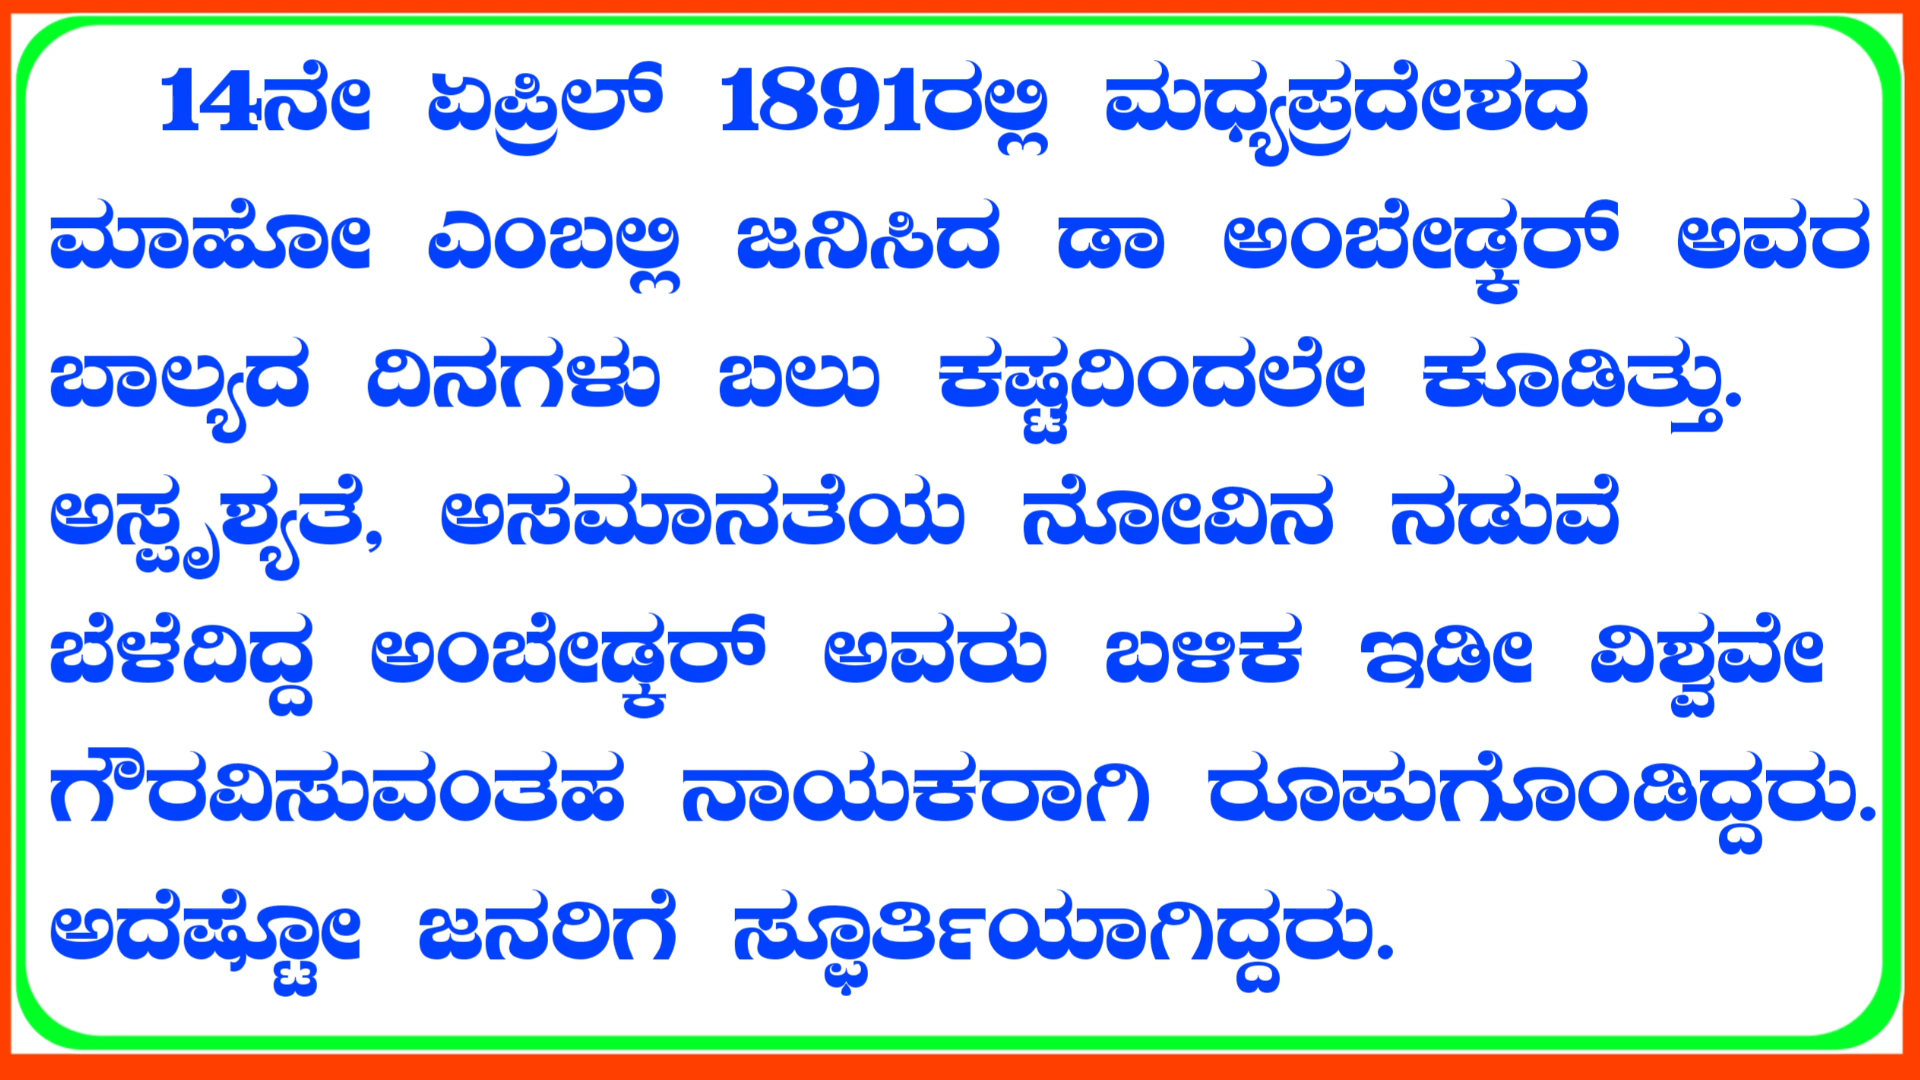 14ನೇ ಏಪ್ರಿಲ್ 1891ರಲ್ಲಿ ಮಧ್ಯಪ್ರದೇಶದ
ಮಾಹೋ ಎಂಬಲ್ಲಿ ಜನಿಸಿದ ಡಾ ಅಂಬೇಡ್ಕರ್ ಅವರ
ಬಾಲ್ಯದ ದಿನಗಳು ಬಲು ಕಷ್ಟದಿಂದಲೇ ಕೂಡಿತ್ತು.
ಅಸ್ಪೃಶ್ಯತೆ, ಅಸಮಾನತೆಯ ನೋವಿನ ನಡುವೆ
ಬೆಳೆದಿದ್ದ ಅಂಬೇಡ್ಕರ್ ಅವರು ಬಳಿಕ ಇಡೀ ವಿಶ್ವವೇ
ಗೌರವಿಸುವಂತಹ ನಾಯಕರಾಗಿ ರೂಪುಗೊಂಡಿದ್ದರು.
ಅದೆಷ್ಟೋ ಜನರಿಗೆ ಸ್ಫೂರ್ತಿಯಾಗಿದ್ದರು.